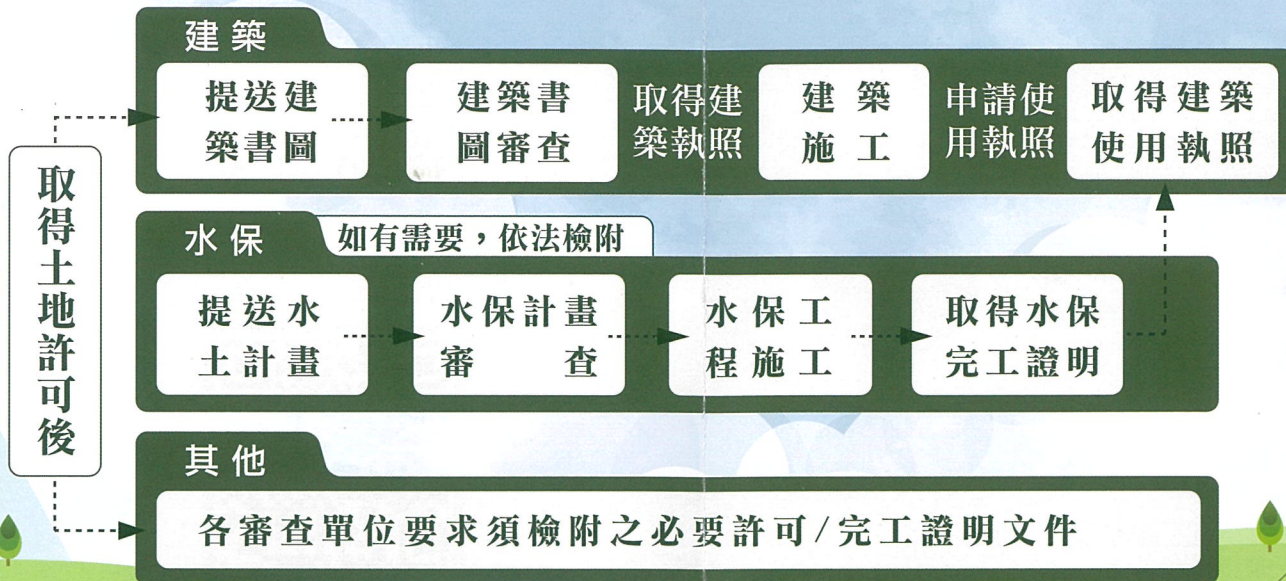 取得土地許可後
建築
提送建
築書圖
建築書
圖審查
取得建
築執照
建築
施工
申請使
用執照
取得建築
使用執照
水保
如有需要，依法檢附
提送水
土計畫
水保計畫
審查
水保工
程施工
取得水保
完工證明
其他
各審查單位要求須檢附之必要許可/完工證明文件